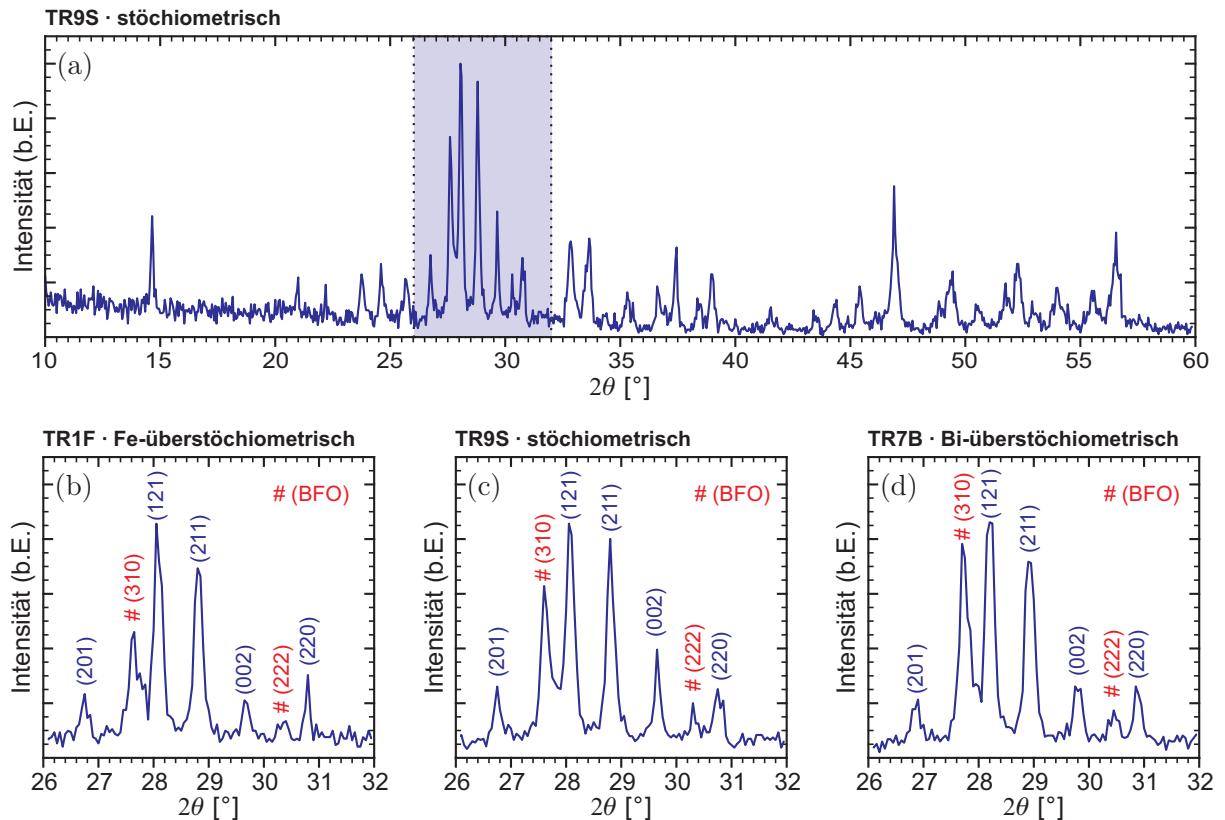 TR9S · stöchiometrisch
(a)
Intensität (b.E.)
10 15 20 25 30 35 40 45 50 55 60
2θ [°]
TR1F · Fe-überstöchiometrisch
(b)
# (BFO)
Intensität (b.E.)
(201)
# (310)
(121)
(211)
(002)
# (222)
(220)
26 27 28 29 30 31 32
2θ [°]
TR9S · stöchiometrisch
(c)
# (BFO)
Intensität (b.E.)
(201)
# (310)
(121)
(211)
(002)
# (222)
(220)
26 27 28 29 30 31 32
2θ [°]
TR7B · Bi-überstöchiometrisch
(d)
# (BFO)
Intensität (b.E.)
(201)
# (310)
(121)
(211)
(002)
# (222)
(220)
26 27 28 29 30 31 32
2θ [°]